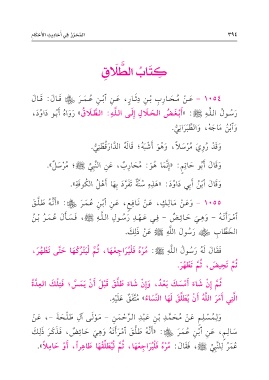 ٣٩٤ المُحَرَّرُ فِي أَحَادِيثِ الأَحْكَامِ
كِتَابُ الطَّلَاقِ
١٠٥٤ - عَنْ مُحَارِبِ بْنِ دِثَارٍ، عَنِ ابْنِ عُمَرَ ﷺ قَالَ: قَالَ
رَسُولُ اللَّهِ ﷺ: «أَبْغَضُ الحَلَالِ إِلَى اللَّهِ: الطَّلَاقُ» رَوَاهُ أَبُو دَاوُدَ،
وَابْنُ مَاجَهْ، وَالطَّبَرَانِيُّ.
وَقَدْ رُوِيَ مُرْسَلاً، وَهُوَ أَشْبَهُ؛ قَالَهُ الدَّارَقُطْنِيُّ.
وَقَالَ أَبُو حَاتِمٍ: «إِنَّمَا هُوَ: مُحَارِبٌ، عَنِ النَّبِيِّ ﷺ؛ مُرْسَلٌ».
وَقَالَ ابْنُ أَبِي دَاوُدَ: «هَذِهِ سُنَّةٌ تَفَرَّدَ بِهَا أَهْلُ الكُوفَةِ».
١٠٥٥ - وَعَنْ مَالِكٍ، عَنْ نَافِعٍ، عَنِ ابْنِ عُمَرَ ﷺ: «أَنَّهُ طَلَّقَ
امْرَأَتَهُ - وَهِيَ حَائِضٌ - فِي عَهْدِ رَسُولِ اللَّهِ ﷺ، فَسَأَلَ عُمَرُ بْنُ
الخَطَّابِ ﷺ رَسُولَ اللَّهِ ﷺ عَنْ ذَلِكَ.
فَقَالَ لَهُ رَسُولُ اللَّهِ ﷺ: مُرْهُ فَلْيُرَاجِعْهَا، ثُمَّ لْيَتْرُكْهَا حَتَّى تَطْهُرَ،
ثُمَّ تَحِيضَ، ثُمَّ تَطْهُرَ.
ثُمَّ إِنْ شَاءَ أَمْسَكَ بَعْدُ، وَإِنْ شَاءَ طَلَّقَ قَبْلَ أَنْ يَمَسَّ، فَتِلْكَ العِدَّةُ
الَّتِي أَمَرَ اللَّهُ أَنْ يُطَلَّقَ لَهَا النِّسَاءُ» مُتَّفَقٌ عَلَيْهِ.
وَلِمُسْلِمٍ عَنْ مُحَمَّدِ بْنِ عَبْدِ الرَّحْمَنِ - مَوْلَى آلِ طَلْحَةَ -، عَنْ
سَالِمٍ، عَنِ ابْنِ عُمَرَ ﷺ: «أَنَّهُ طَلَّقَ امْرَأَتَهُ وَهِيَ حَائِضٌ، فَذَكَرَ ذَلِكَ
عُمَرُ لِلنَّبِيِّ ﷺ، فَقَالَ: مُرْهُ فَلْيُرَاجِعْهَا، ثُمَّ لْيُطَلِّقْهَا طَاهِراً، أَوْ حَامِلاً».